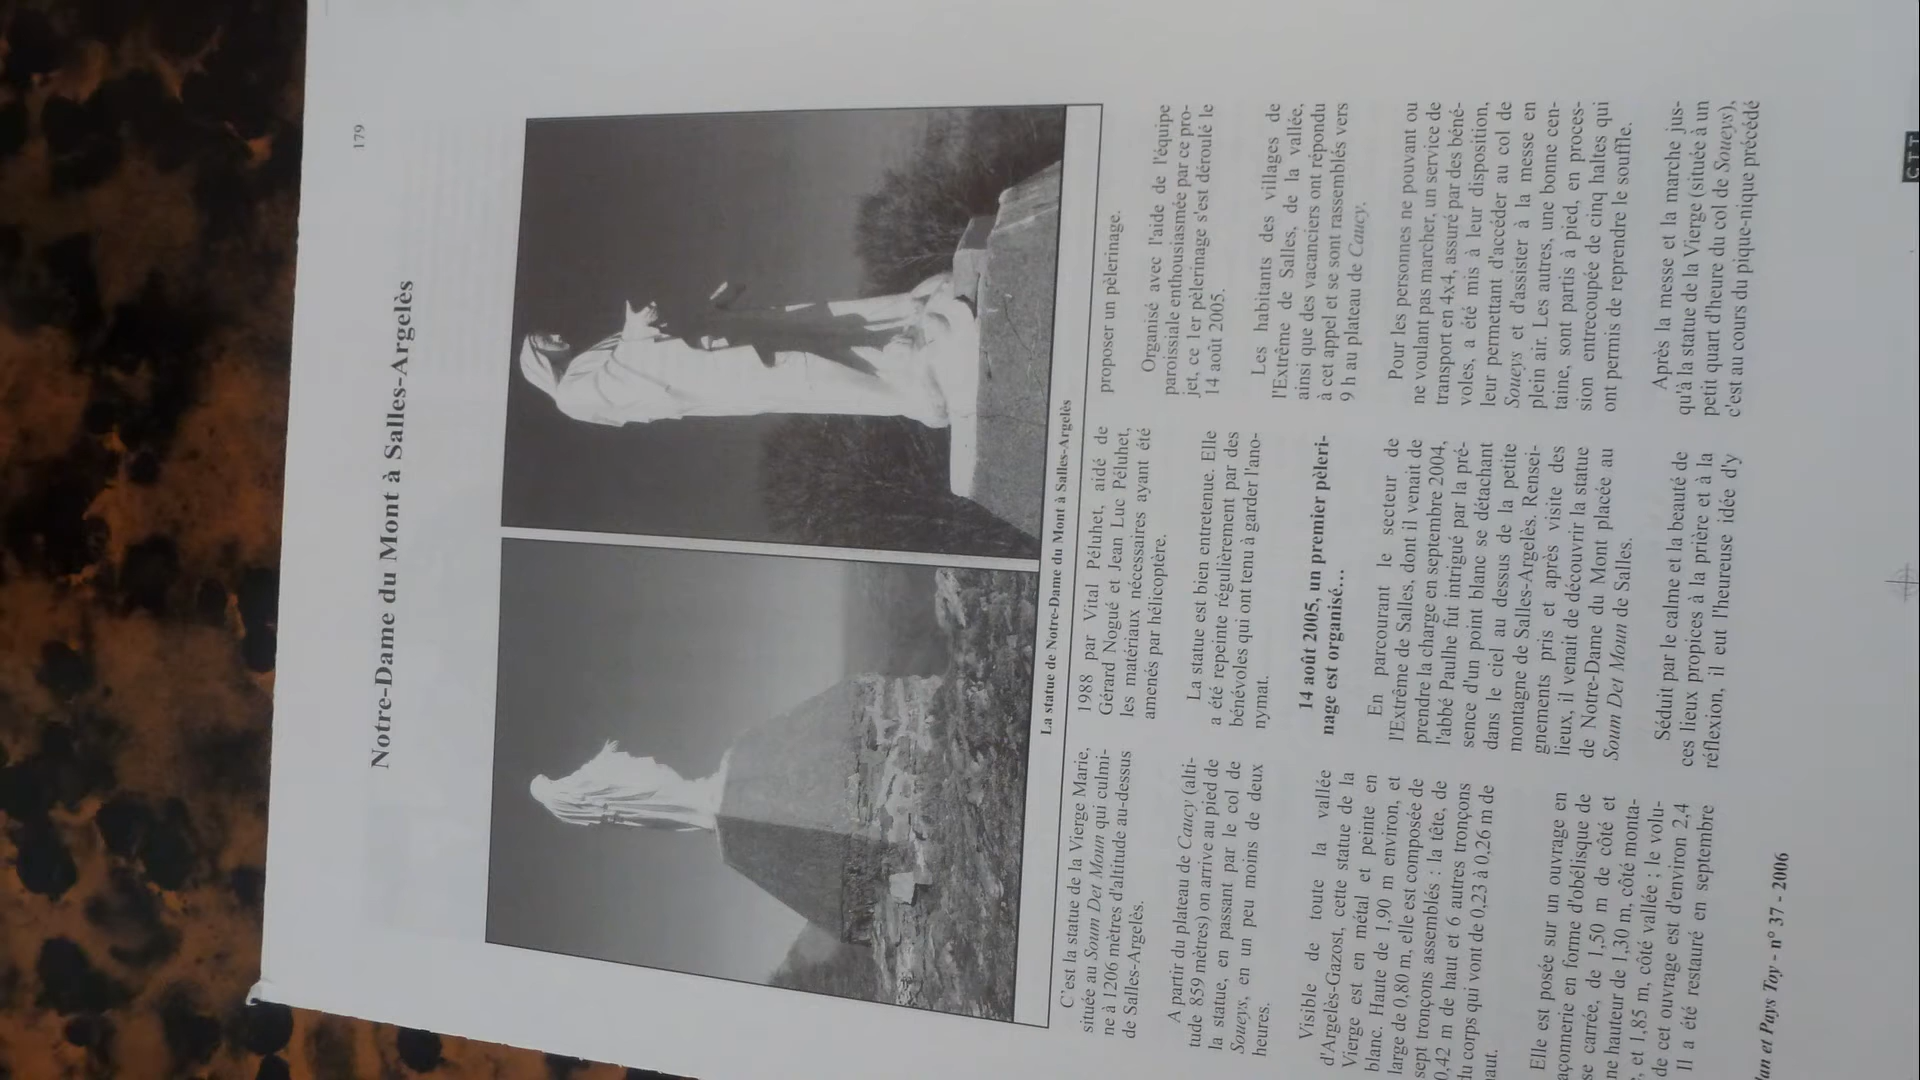 179
Notre-Dame du Mont à Salles-Argelès
La statue de Notre-Dame du Mont à Salles-Argelès
C'est la statue de la Vierge Marie,
située au Soum Det Moun qui culmi-
ne à 1206 mètres d'altitude au-dessus
de Salles-Argelès.
A partir du plateau de Caucy (alti-
tude 859 mètres) on arrive au pied de
la statue, en passant par le col de
Soueys, en un peu moins de deux
heures.
Visible de toute la vallée
d'Argelès-Gazost, cette statue de la
Vierge est en métal et peinte en
blanc. Haute de 1,90 m environ, et
large de 0,80 m, elle est composée de
sept tronçons assemblés : la tête, de
0,42 m de haut et 6 autres tronçons
du corps qui vont de 0,23 à 0,26 m de
haut.
Elle est posée sur un ouvrage en
açonnerie en forme d'obélisque de
se carrée, de 1,50 m de côté et
ne hauteur de 1,30 m, côté monta-
, et 1,85 m, côté vallée ; le volu-
de cet ouvrage est d'environ 2,4
Il a été restauré en septembre
1988 par Vital Péluhet, aidé de
Gérard Nogué et Jean Luc Péluhet,
les matériaux nécessaires ayant été
amenés par hélicoptère.
La statue est bien entretenue. Elle
a été repeinte régulièrement par des
bénévoles qui ont tenu à garder l'ano-
nymat.
14 août 2005, un premier pèleri-
nage est organisé…
En parcourant le secteur de
l'Extrême de Salles, dont il venait de
prendre la charge en septembre 2004,
l'abbé Paulhe fut intrigué par la pré-
sence d'un point blanc se détachant
dans le ciel au dessus de la petite
montagne de Salles-Argelès. Rensei-
gnements pris et après visite des
lieux, il venait de découvrir la statue
de Notre-Dame du Mont placée au
Soum Det Moun de Salles.
Séduit par le calme et la beauté de
ces lieux propices à la prière et à la
réflexion, il eut l'heureuse idée d'y
proposer un pèlerinage.
Organisé avec l'aide de l'équipe
paroissiale enthousiasmée par ce pro-
jet, ce 1er pèlerinage s'est déroulé le
14 août 2005.
Les habitants des villages de
l'Extrême de Salles, de la vallée,
ainsi que des vacanciers ont répondu
à cet appel et se sont rassemblés vers
9 h au plateau de Caucy.
Pour les personnes ne pouvant ou
ne voulant pas marcher, un service de
transport en 4x4, assuré par des béné-
voles, a été mis à leur disposition,
leur permettant d'accéder au col de
Soueys et d'assister à la messe en
plein air. Les autres, une bonne cen-
taine, sont partis à pied, en proces-
sion entrecoupée de cinq haltes qui
ont permis de reprendre le souffle.
Après la messe et la marche jus-
qu'à la statue de la Vierge (située à un
petit quart d'heure du col de Soueys),
c'est au cours du pique-nique précédé
et Pays Toy - n° 37 - 2006